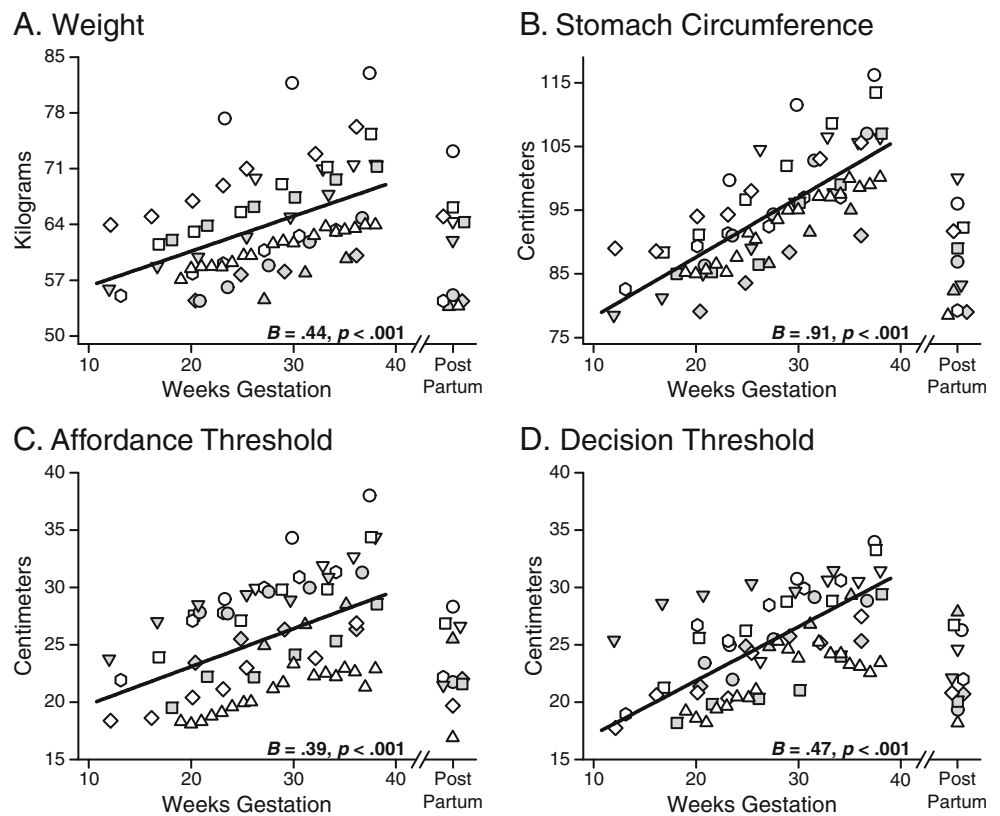 A. Weight
B. Stomach Circumference
85
78
71
64
57
50
Kilograms
B = .44, p < .001
10
20
30
40
Post
Partum
Weeks Gestation
115
105
95
85
75
Centimeters
B = .91, p < .001
10
20
30
40
Post
Partum
Weeks Gestation
C. Affordance Threshold
D. Decision Threshold
40
35
30
25
20
15
Centimeters
B = .39, p < .001
10
20
30
40
Post
Partum
Weeks Gestation
40
35
30
25
20
15
Centimeters
B = .47, p < .001
10
20
30
40
Post
Partum
Weeks Gestation